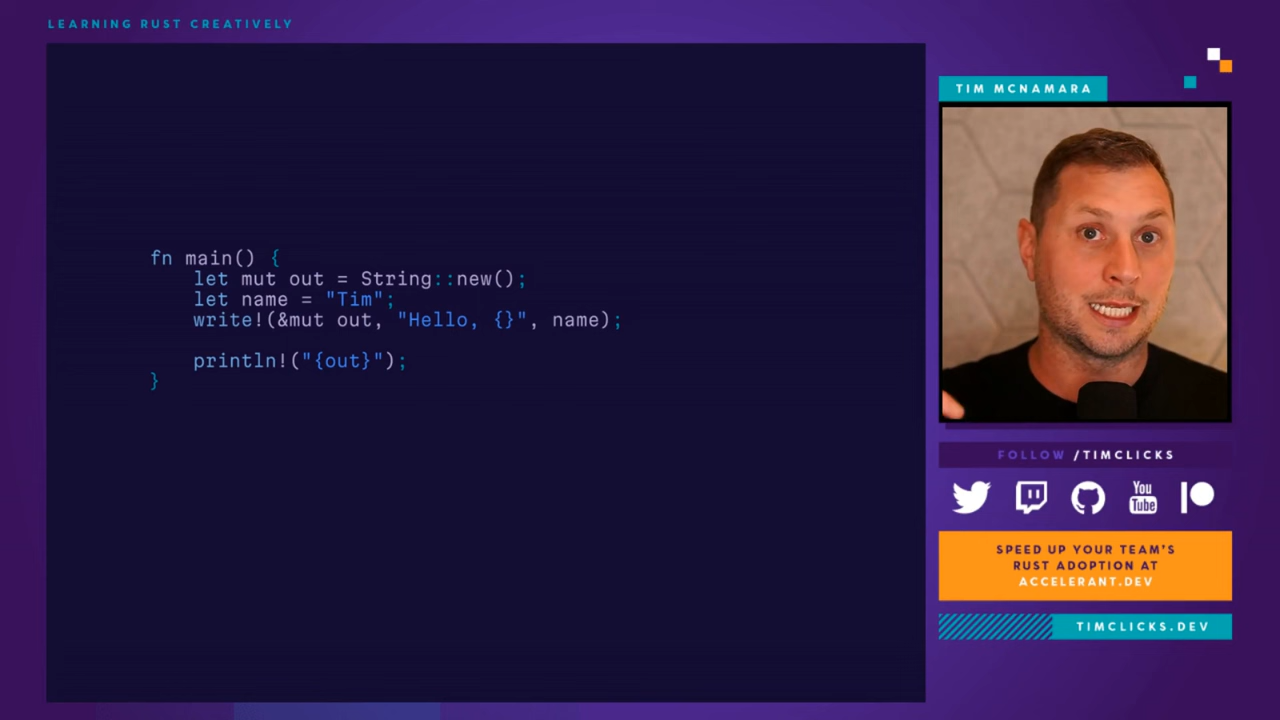 LEARNING RUST CREATIVELY
fn main() {
    let mut out = String::new();
    let name = "Tim";
    write!(&mut out, "Hello, {}", name);
    println!("{out}");
}
TIM MCNAMARA
FOLLOW /TIMCLICKS
You
Tube
SPEED UP YOUR TEAM'S
RUST ADOPTION AT
ACCELERANT.DEV
TIMCLICKS.DEV